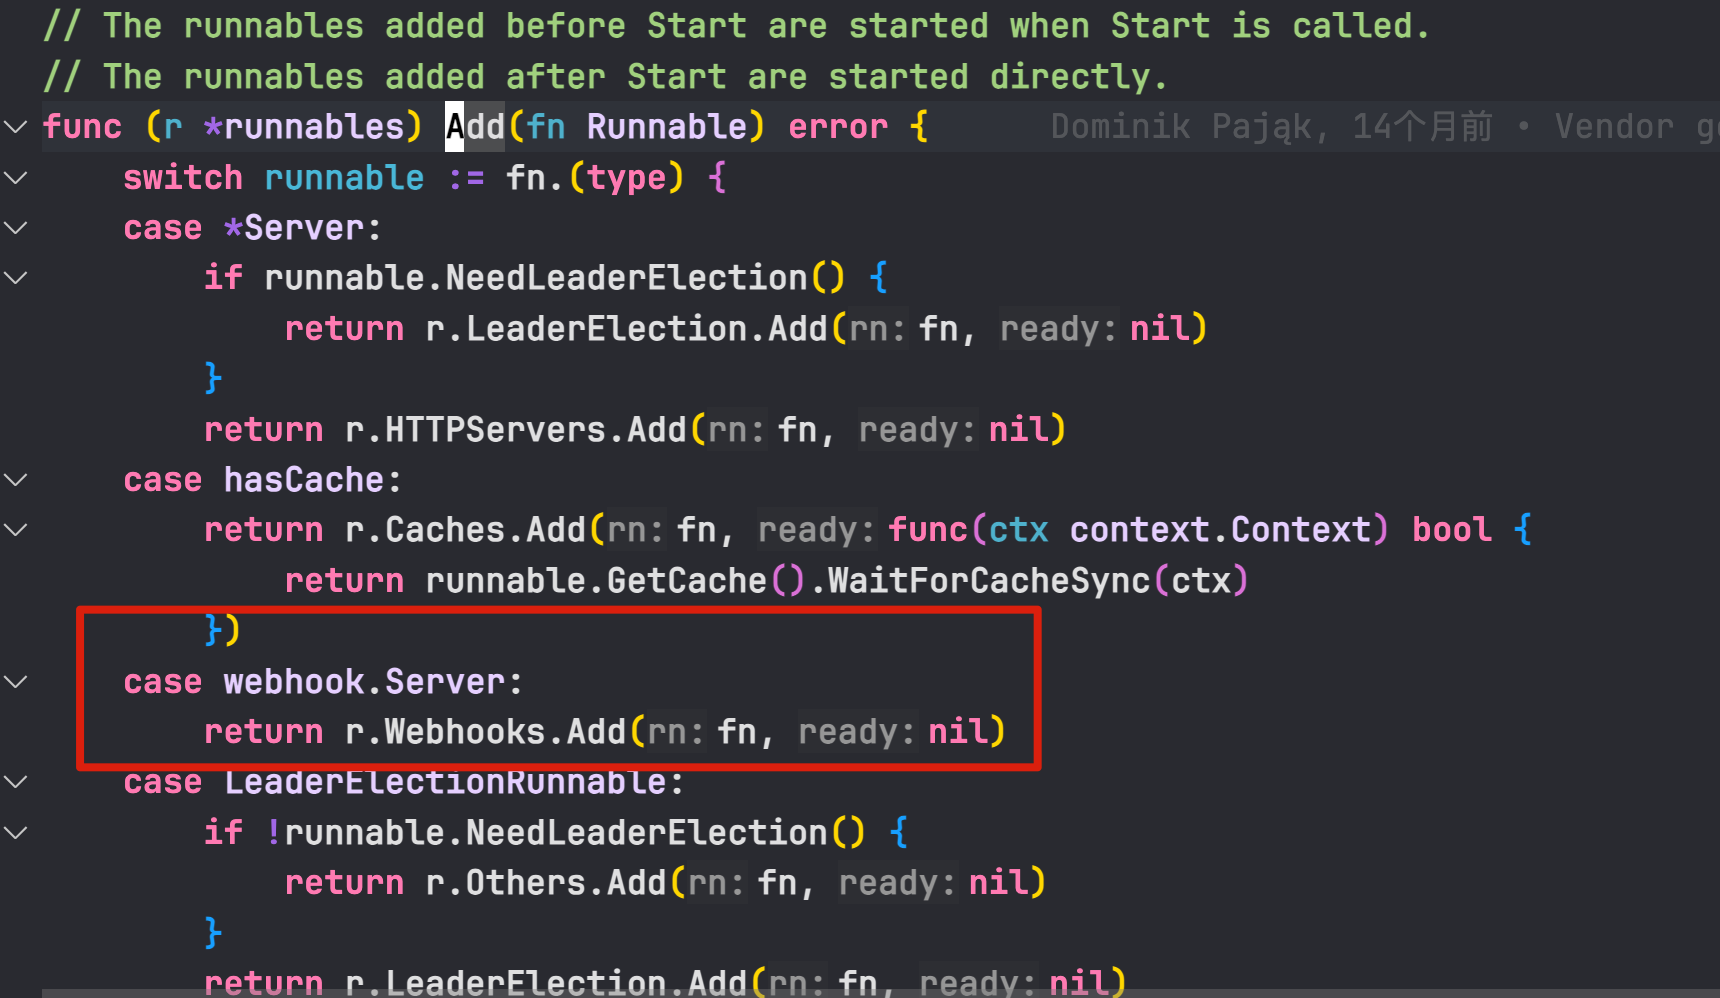 // The runnables added before Start are started when Start is called.
// The runnables added after Start are started directly.
func (r *runnables) Add(fn Runnable) error { Dominik Pająk, 14个月前 • Vendor
switch runnable := fn.(type) {
case *Server:
if runnable.NeedLeaderElection() {
return r.LeaderElection.Add(rn: fn, ready: nil)
}
return r.HTTPServers.Add(rn: fn, ready: nil)
case hasCache:
return r.Caches.Add(rn: fn, ready: func(ctx context.Context) bool {
return runnable.GetCache().WaitForCacheSync(ctx)
})
case webhook.Server:
return r.Webhooks.Add(rn: fn, ready: nil)
case LeaderElectionRunnable:
if !runnable.NeedLeaderElection() {
return r.Others.Add(rn: fn, ready: nil)
}
return r.LeaderElection.Add(rn: fn, ready: nil)